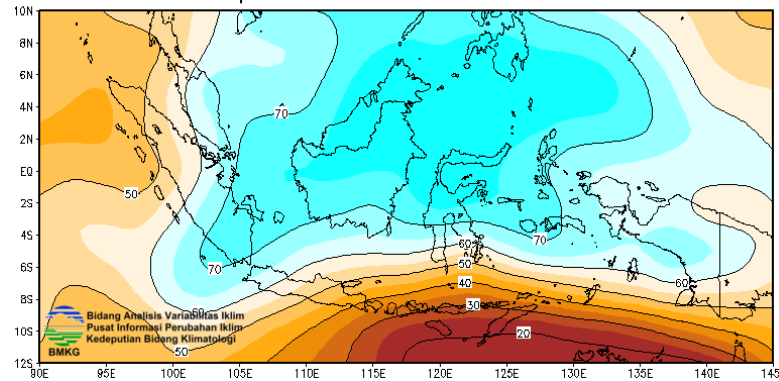 10N
8N
6N
4N
2N
EQ
2S
4S
6S
8S
10S
12S
70
50
70
70
60
50
40
30
20
60
60
50
Bidang Analisis Variabilitas Iklim
Pusat Informasi Perubahan Iklim
Kedeputian Bidang Klimatologi
BMKG
90E 95E 100E 105E 110E 115E 120E 125E 130E 135E 140E 145